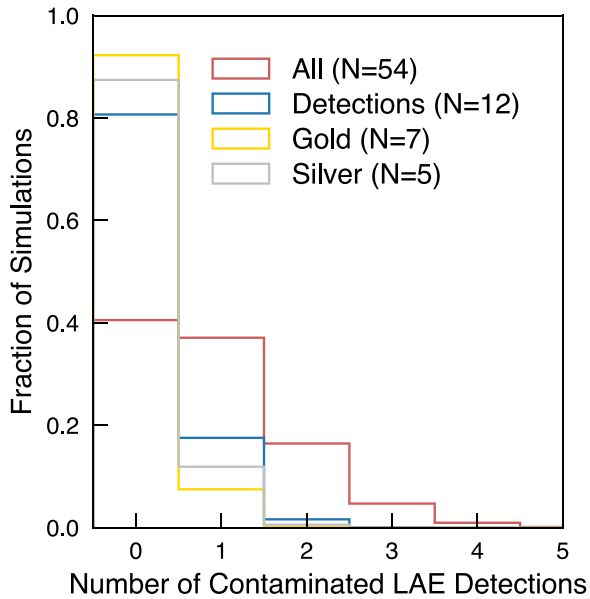 1.0
0.8
0.6
0.4
0.2
0.0
Fraction of Simulations
All (N=54)
Detections (N=12)
Gold (N=7)
Silver (N=5)
0 1 2 3 4 5
Number of Contaminated LAE Detections